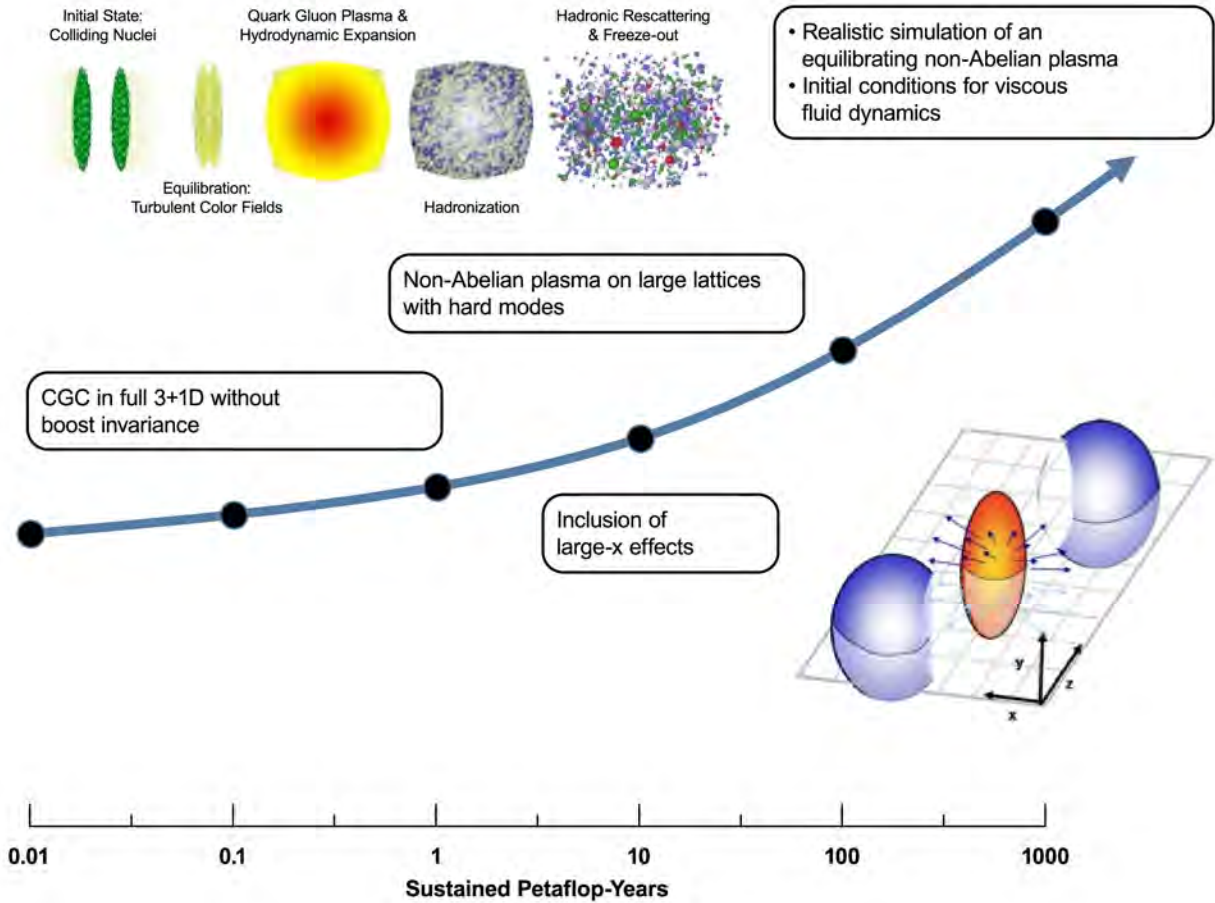 Initial State:
Colliding Nuclei
Quark Gluon Plasma &
Hydrodynamic Expansion
Hadronic Rescattering
& Freeze-out
Equilibration:
Turbulent Color Fields
Hadronization
• Realistic simulation of an
equilibrating non-Abelian plasma
• Initial conditions for viscous
fluid dynamics
Non-Abelian plasma on large lattices
with hard modes
CGC in full 3+1D without
boost invariance
Inclusion of
large-x effects
y
z
x
0.01 0.1 1 10 100 1000
Sustained Petaflop-Years